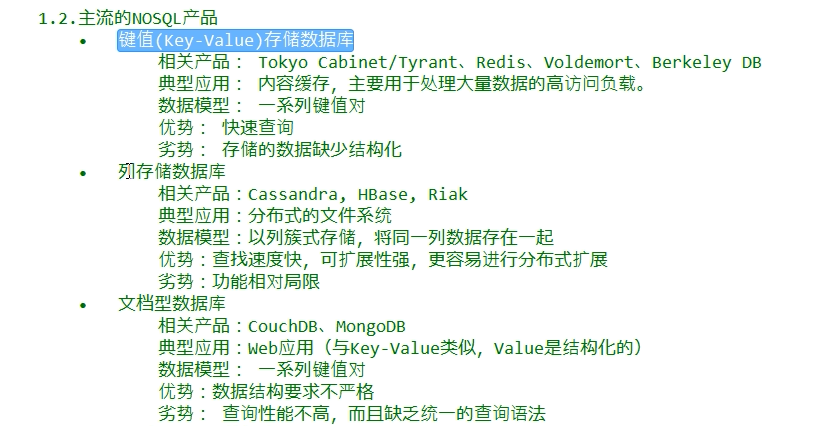 1.2.主流的NOSQL产品
• 键值(Key-Value)存储数据库
相关产品： Tokyo Cabinet/Tyrant、Redis、Voldemort、Berkeley DB
典型应用： 内容缓存，主要用于处理大量数据的高访问负载。
数据模型： 一系列键值对
优势： 快速查询
劣势： 存储的数据缺少结构化
• 列存储数据库
相关产品：Cassandra, HBase, Riak
典型应用：分布式的文件系统
数据模型：以列簇式存储，将同一列数据存在一起
优势：查找速度快，可扩展性强，更容易进行分布式扩展
劣势：功能相对局限
• 文档型数据库
相关产品：CouchDB、MongoDB
典型应用：Web应用（与Key-Value类似，Value是结构化的）
数据模型： 一系列键值对
优势：数据结构要求不严格
劣势： 查询性能不高，而且缺乏统一的查询语法